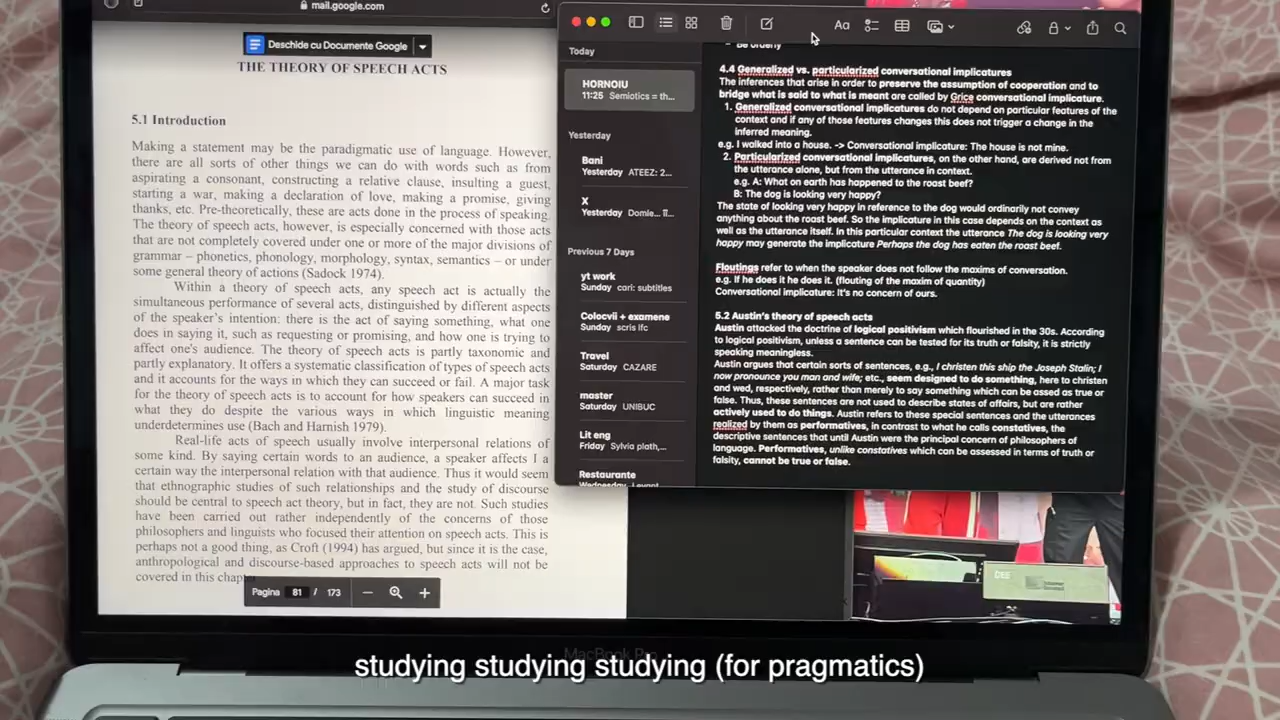 mail.google.com
Deschide cu Documente Google
THE THEORY OF SPEECH ACTS
5.1 Introduction
Making a statement may be the paradigmatic use of language. However,
there are all sorts of other things we can do with words such as from
aspirating a consonant, constructing a relative clause, insulting a guest,
starting a war, making a declaration of love, making a promise, giving
thanks, etc. Pre-theoretically, these are acts done in the process of speaking.
The theory of speech acts, however, is especially concerned with those acts
that are not completely covered under one or more of the major divisions of
grammar – phonetics, phonology, morphology, syntax, semantics – or under
some general theory of actions (Sadock 1974).
Within a theory of speech acts, any speech act is actually the
simultaneous performance of several acts, distinguished by different aspects
of the speaker's intention: there is the act of saying something, what one
does in saying it, such as requesting or promising, and how one is trying to
affect one's audience. The theory of speech acts is partly taxonomic and
partly explanatory. It offers a systematic classification of types of speech acts
and it accounts for the ways in which they can succeed or fail. A major task
for the theory of speech acts is to account for how speakers can succeed in
what they do despite the various ways in which linguistic meaning
underdetermines use (Bach and Harnish 1979).
Real-life acts of speech usually involve interpersonal relations of
some kind. By saying certain words to an audience, a speaker affects I a
certain way the interpersonal relation with that audience. Thus it would seem
that ethnographic studies of such relationships and the study of discourse
should be central to speech act theory, but in fact, they are not. Such studies
have been carried out rather independently of the concerns of those
philosophers and linguists who focused their attention on speech acts. This is
perhaps not a good thing, as Croft (1994) has argued, but since it is the case,
anthropological and discourse-based approaches to speech acts will not be
covered in this chap
Pagina 81 / 173
Today
HORNOIU
11:25 Semiotics = th...
Yesterday
Bani
Yesterday ATEEZ: 2...
X
Yesterday
Previous 7 Days
yt work
Sunday carl: subtitles
Colocvii + examene
Sunday scris lfc
Travel
Saturday CAZARE
master
Saturday UNIBUC
Lit eng
Friday Sylvia plath,...
Restaurante
Wednesday Levant
Aa
- Be orderly
4.4 Generalized vs. particularized conversational implicatures
The inferences that arise in order to preserve the assumption of cooperation and to
bridge what is said to what is meant are called by Grice conversational implicature.
1. Generalized conversational implicatures do not depend on particular features of the
context and if any of those features changes this does not trigger a change in the
inferred meaning.
e.g. I walked into a house. -> Conversational implicature: The house is not mine.
2. Particularized conversational implicatures, on the other hand, are derived not from
the utterance alone, but from the utterance in context.
e.g. A: What on earth has happened to the roast beef?
B: The dog is looking very happy?
The state of looking very happy in reference to the dog would ordinarily not convey
anything about the roast beef. So the implicature in this case depends on the context as
well as the utterance itself. In this particular context the utterance The dog is looking very
happy may generate the implicature Perhaps the dog has eaten the roast beef.
Floutings refer to when the speaker does not follow the maxims of conversation.
e.g. If he does it he does it. (flouting of the maxim of quantity)
Conversational implicature: It's no concern of ours.
5.2 Austin's theory of speech acts
Austin attacked the doctrine of logical positivism which flourished in the 30s. According
to logical positivism, unless a sentence can be tested for its truth or falsity, it is strictly
speaking meaningless.
Austin argues that certain sorts of sentences, e.g., I christen this ship the Joseph Stalin; I
now pronounce you man and wife; etc., seem designed to do something, here to christen
and wed, respectively, rather than merely to say something which can be assed as true or
false. Thus, these sentences are not used to describe states of affairs, but are rather
actively used to do things. Austin refers to these special sentences and the utterances
realized by them as performatives, in contrast to what he calls constatives, the
descriptive sentences that until Austin were the principal concern of philosophers of
language. Performatives, unlike constatives which can be assessed in terms of truth or
falsity, cannot be true or false.
MacBook Pro
studying studying studying (for pragmatics)